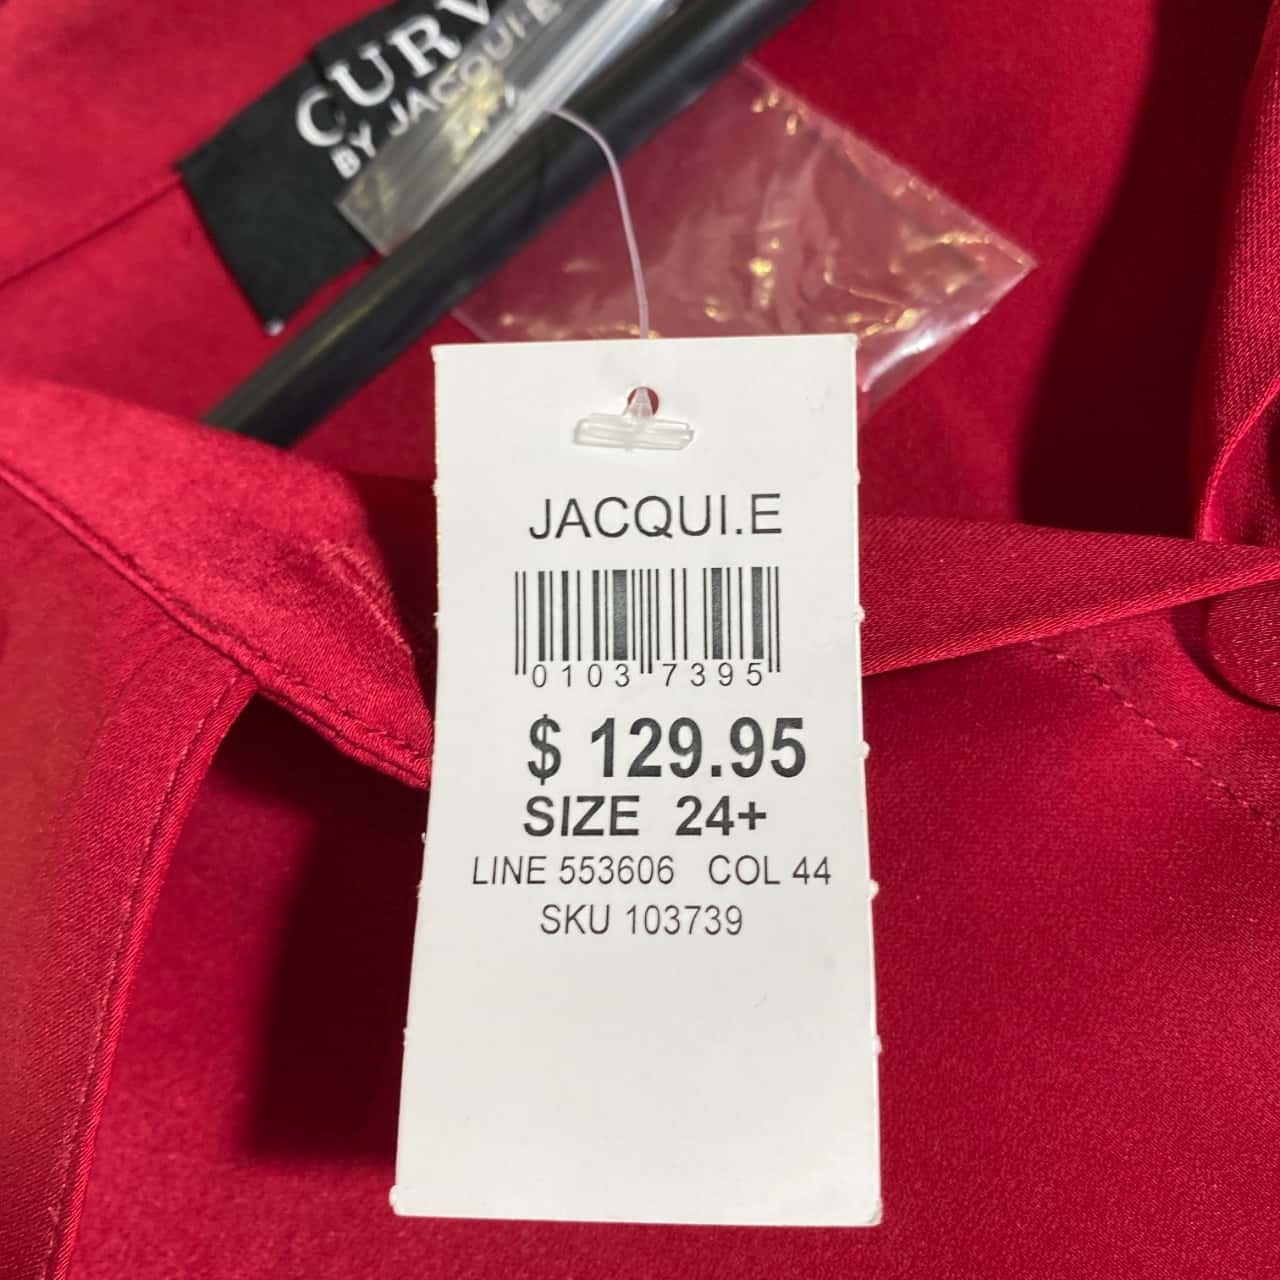 CURV
BY JACQUI.E
JACQUI.E
0103 7395
$ 129.95
SIZE 24+
LINE 553606 COL 44
SKU 103739